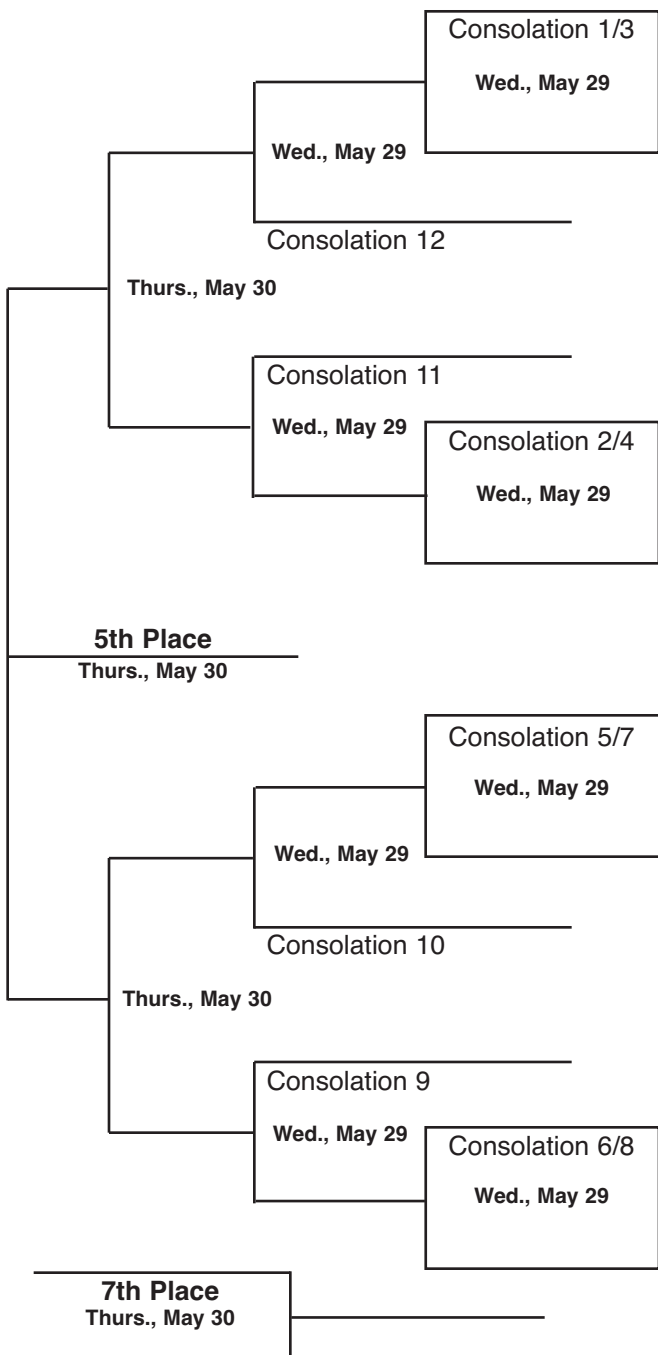 Consolation 1/3
Wed., May 29
Wed., May 29
Consolation 12
Thurs., May 30
Consolation 11
Wed., May 29
Consolation 2/4
Wed., May 29
5th Place
Thurs., May 30
Consolation 5/7
Wed., May 29
Wed., May 29
Consolation 10
Thurs., May 30
Consolation 9
Wed., May 29
Consolation 6/8
Wed., May 29
7th Place
Thurs., May 30